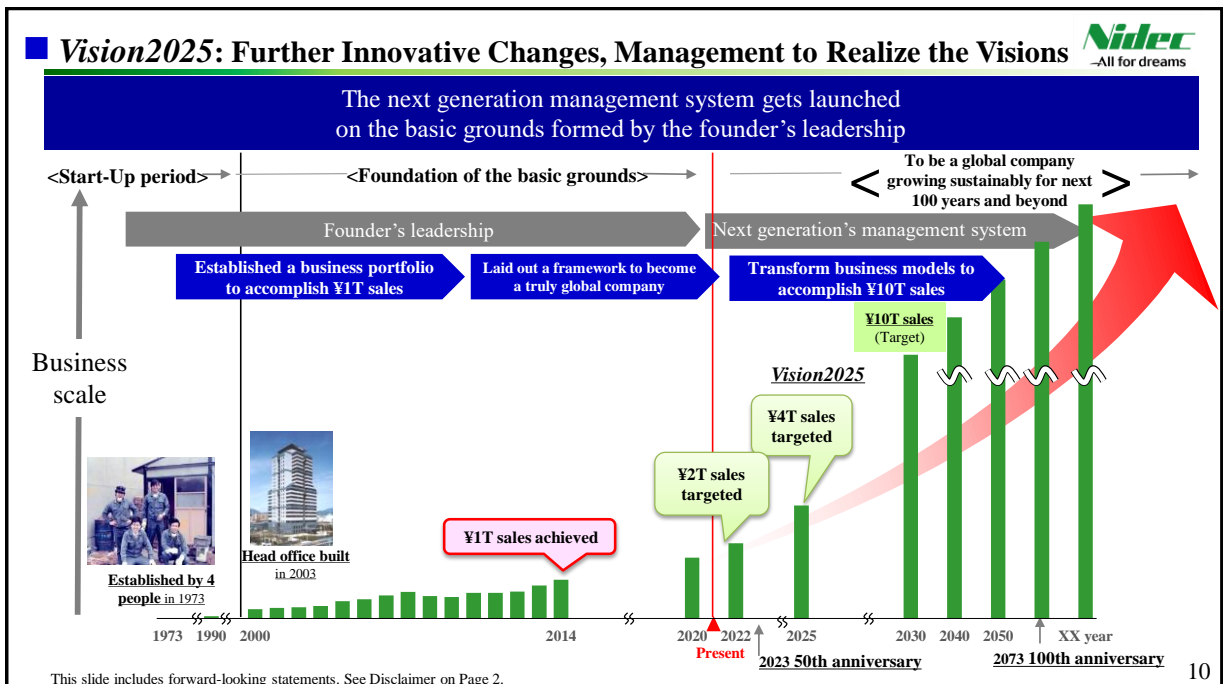 Vision2025: Further Innovative Changes, Management to Realize the Visions
Nidec
All for dreams
The next generation management system gets launched
on the basic grounds formed by the founder's leadership
<Start-Up period>
<Foundation of the basic grounds>
To be a global company
< growing sustainably for next >
100 years and beyond
Founder's leadership
Next generation's management system
Established a business portfolio
to accomplish ¥1T sales
Laid out a framework to become
a truly global company
Transform business models to
accomplish ¥10T sales
¥10T sales
(Target)
Business
scale
Vision2025
¥4T sales
targeted
¥2T sales
targeted
¥1T sales achieved
Head office built
in 2003
Established by 4
people in 1973
1973 1990 2000 2014 2020 2022 2025 2030 2040 2050 XX year
Present
2023 50th anniversary
2073 100th anniversary
This slide includes forward-looking statements. See Disclaimer on Page 2.
10